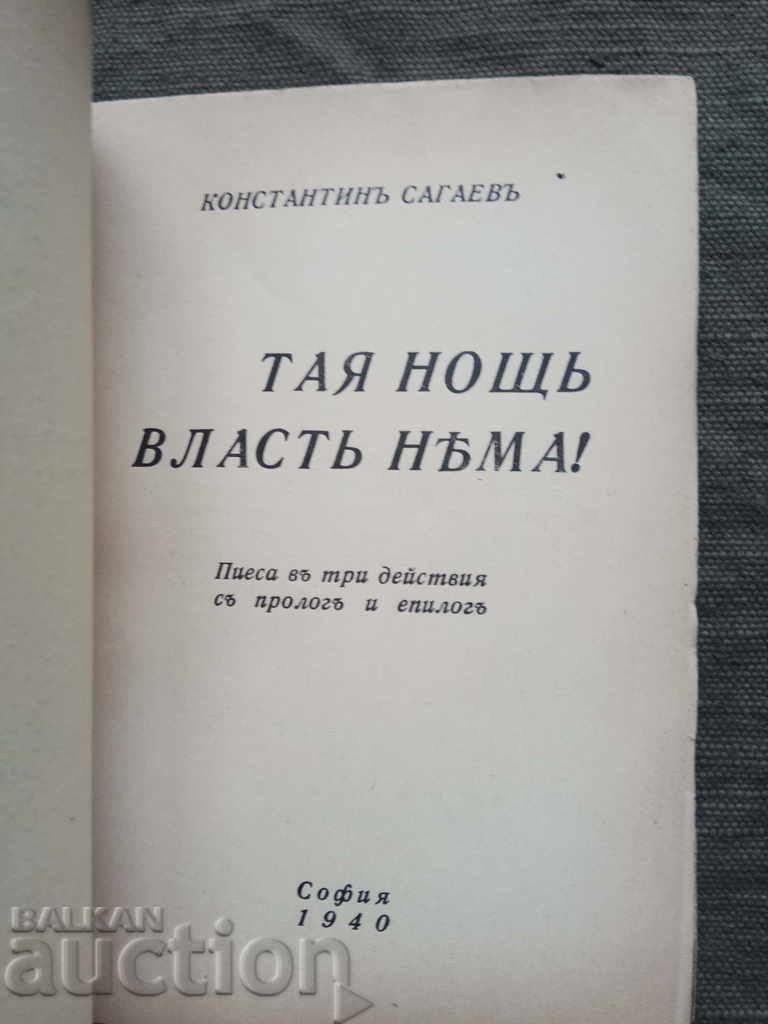 КОНСТАНТИНЪ САГАЕВЪ
ТАЯ НОЩЬ
ВЛАСТЬ НѢМА!
Пиеса въ три действия
съ прологъ и епилогъ
София
1940
BALKAN
auction